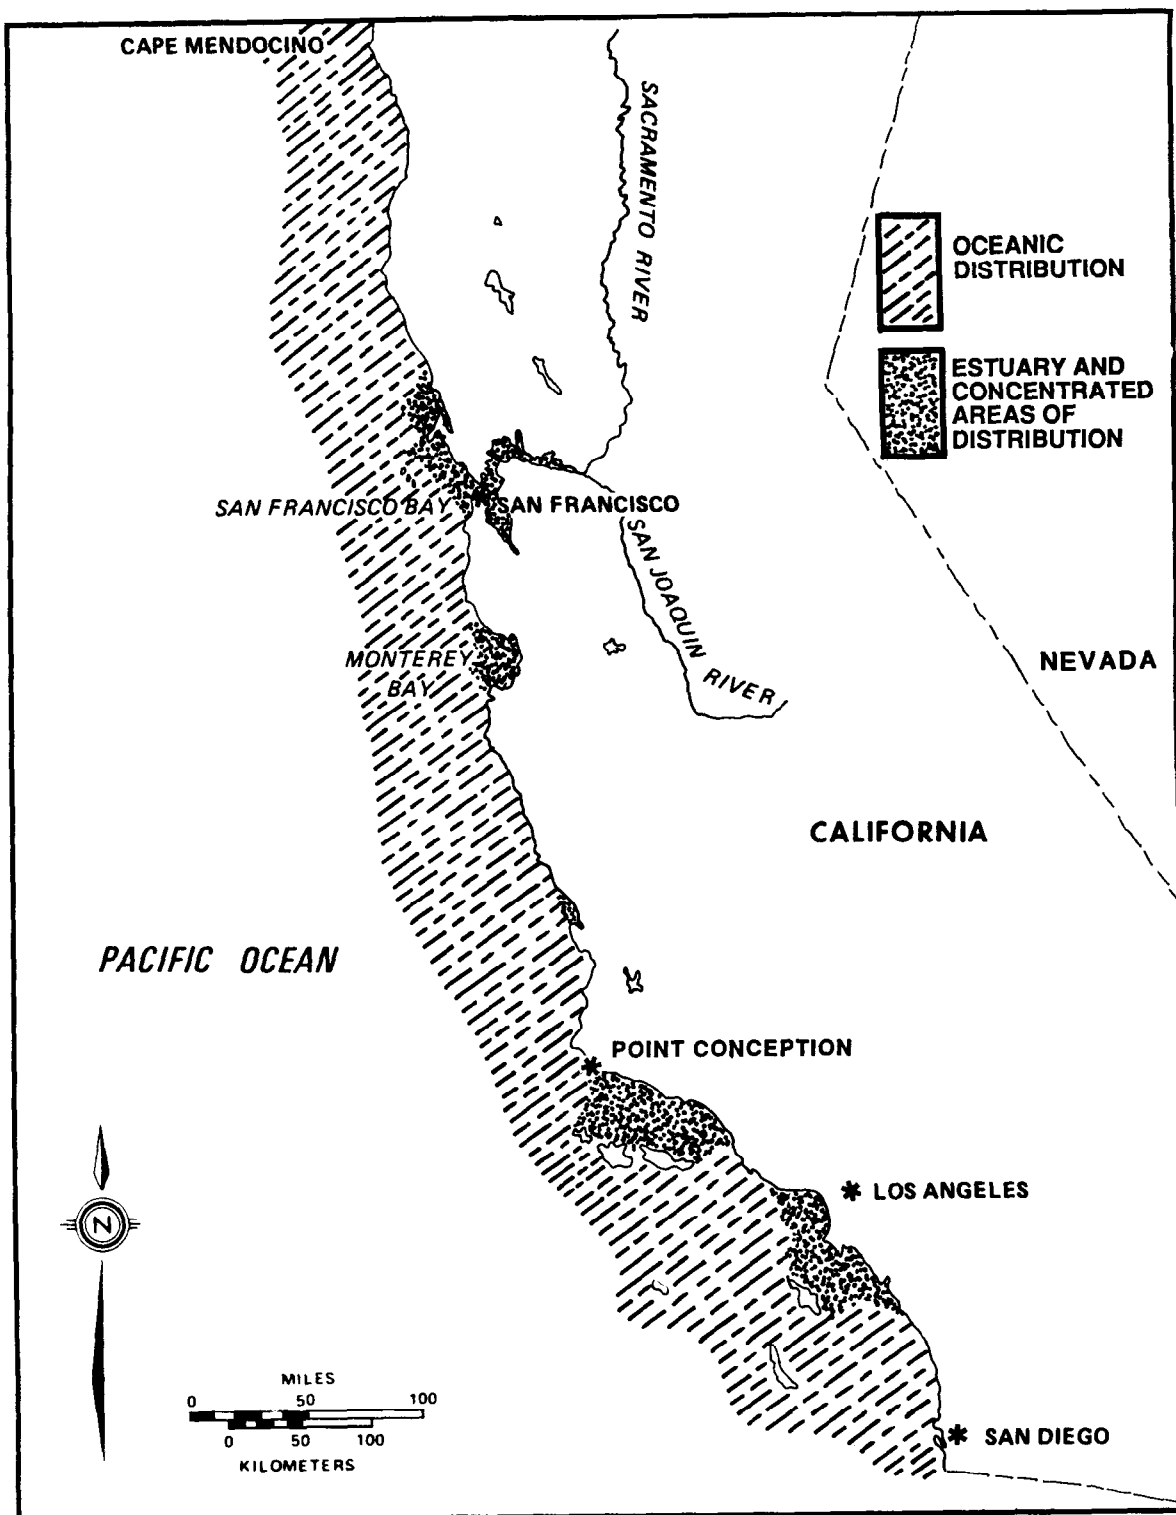 CAPE MENDOCINO
SACRAMENTO RIVER
OCEANIC
DISTRIBUTION
ESTUARY AND
CONCENTRATED
AREAS OF
DISTRIBUTION
SAN FRANCISCO BAY
SAN FRANCISCO
SAN JOAQUIN RIVER
MONTEREY
BAY
NEVADA
CALIFORNIA
PACIFIC OCEAN
POINT CONCEPTION
LOS ANGELES
N
MILES
0 50 100
0 50 100
KILOMETERS
SAN DIEGO